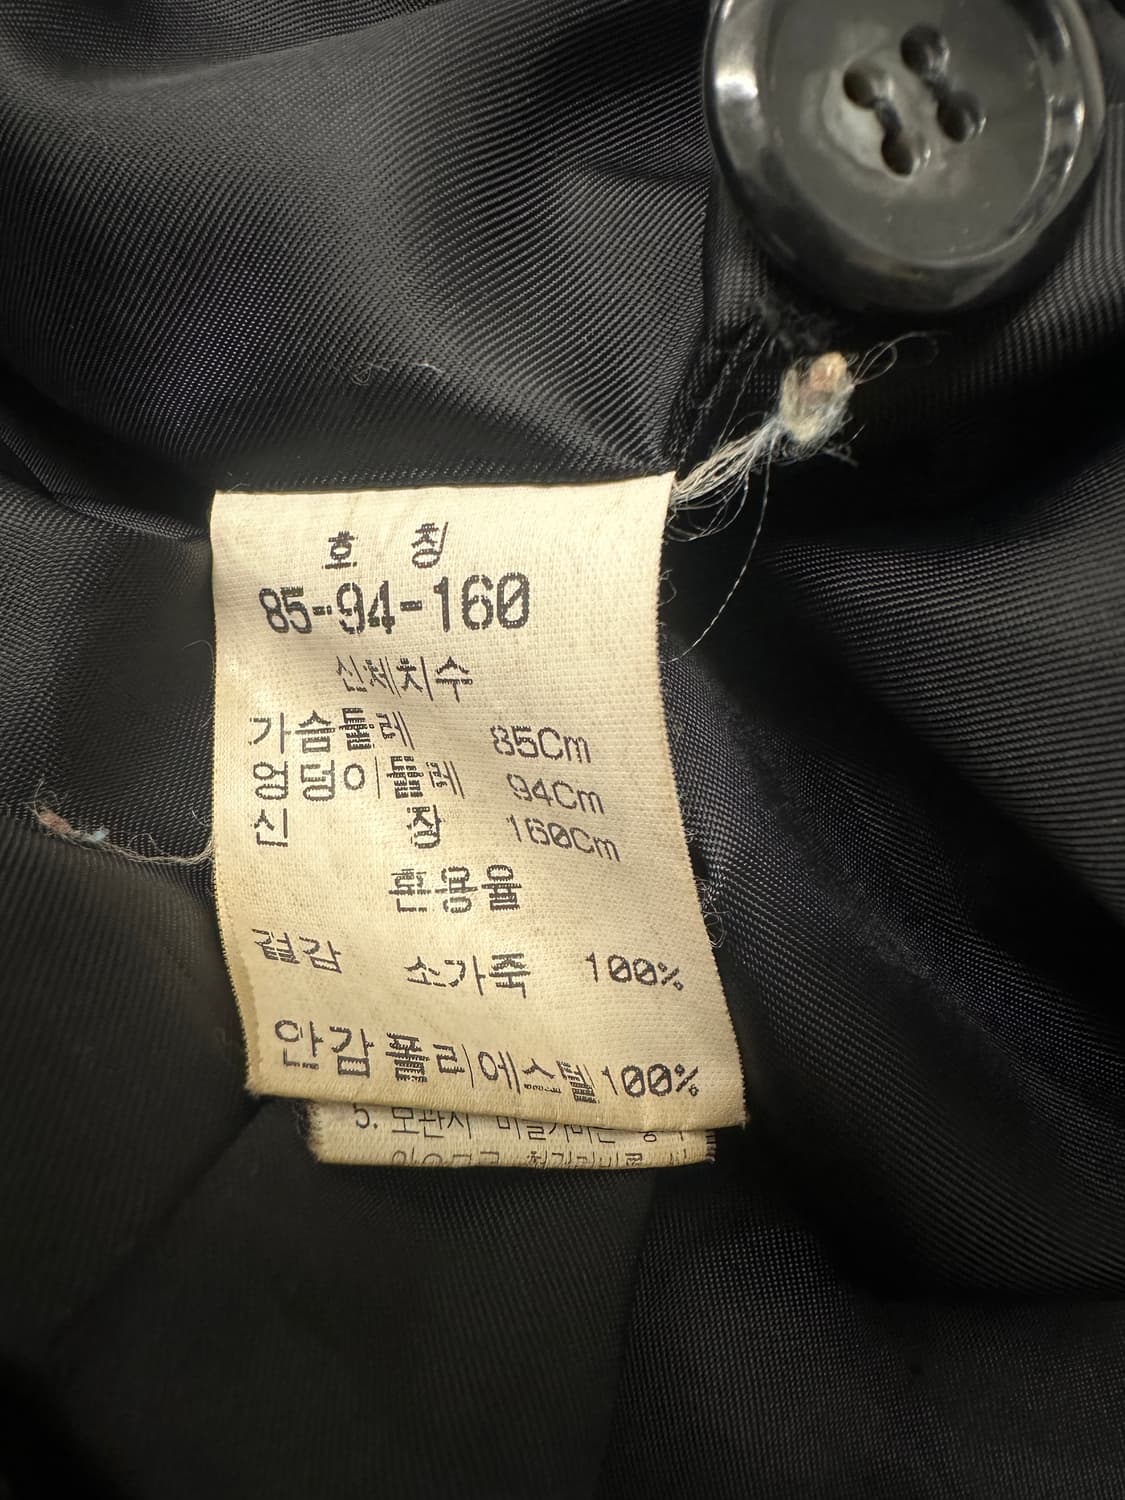 호 칭
85-94-160
신체치수
가슴둘레 85Cm
엉덩이둘레 94Cm
신 장 160Cm
혼용율
겉감 소가죽 100%
안감 폴리에스텔 100%
5.